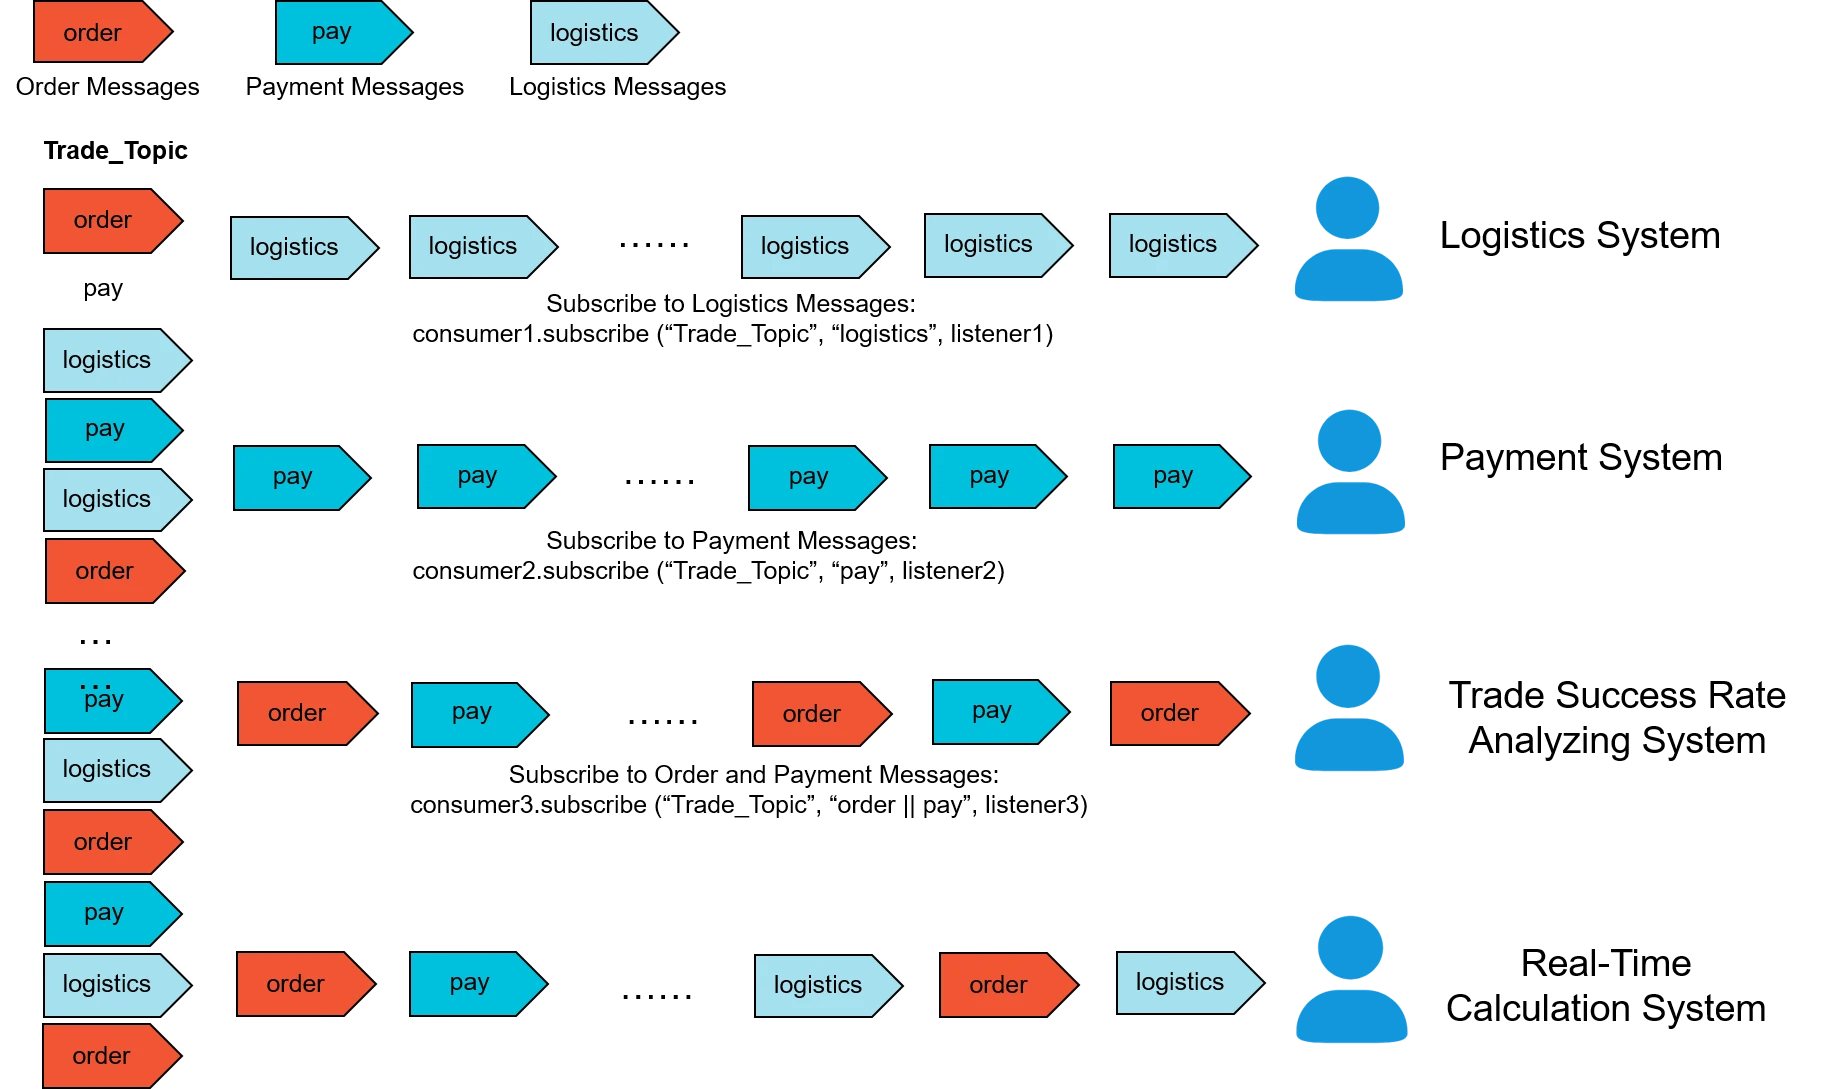 order
pay
logistics
Order Messages
Payment Messages
Logistics Messages
Trade_Topic
order
pay
logistics
pay
logistics
order
...
...
pay
logistics
order
pay
logistics
order
logistics
logistics
......
logistics
logistics
logistics
Logistics System
Subscribe to Logistics Messages:
consumer1.subscribe (“Trade_Topic”, “logistics”, listener1)
pay
pay
......
pay
pay
pay
Payment System
Subscribe to Payment Messages:
consumer2.subscribe (“Trade_Topic”, “pay”, listener2)
order
pay
......
order
pay
order
Trade Success Rate
Analyzing System
Subscribe to Order and Payment Messages:
consumer3.subscribe (“Trade_Topic”, “order || pay”, listener3)
order
pay
......
logistics
order
logistics
Real-Time
Calculation System